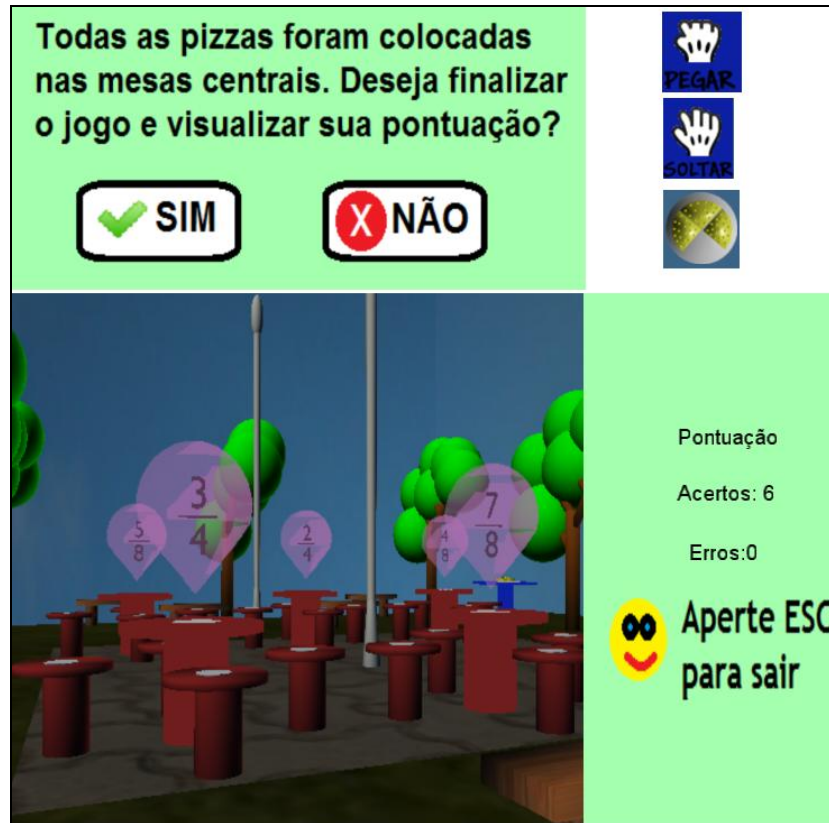 Todas as pizzas foram colocadas
nas mesas centrais. Deseja finalizar
o jogo e visualizar sua pontuação?
SIM
X NÃO
PEGAR
SOLTAR
3
4
5
8
2
4
4
8
7
8
Pontuação
Acertos: 6
Erros:0
Aperte ESC
para sair